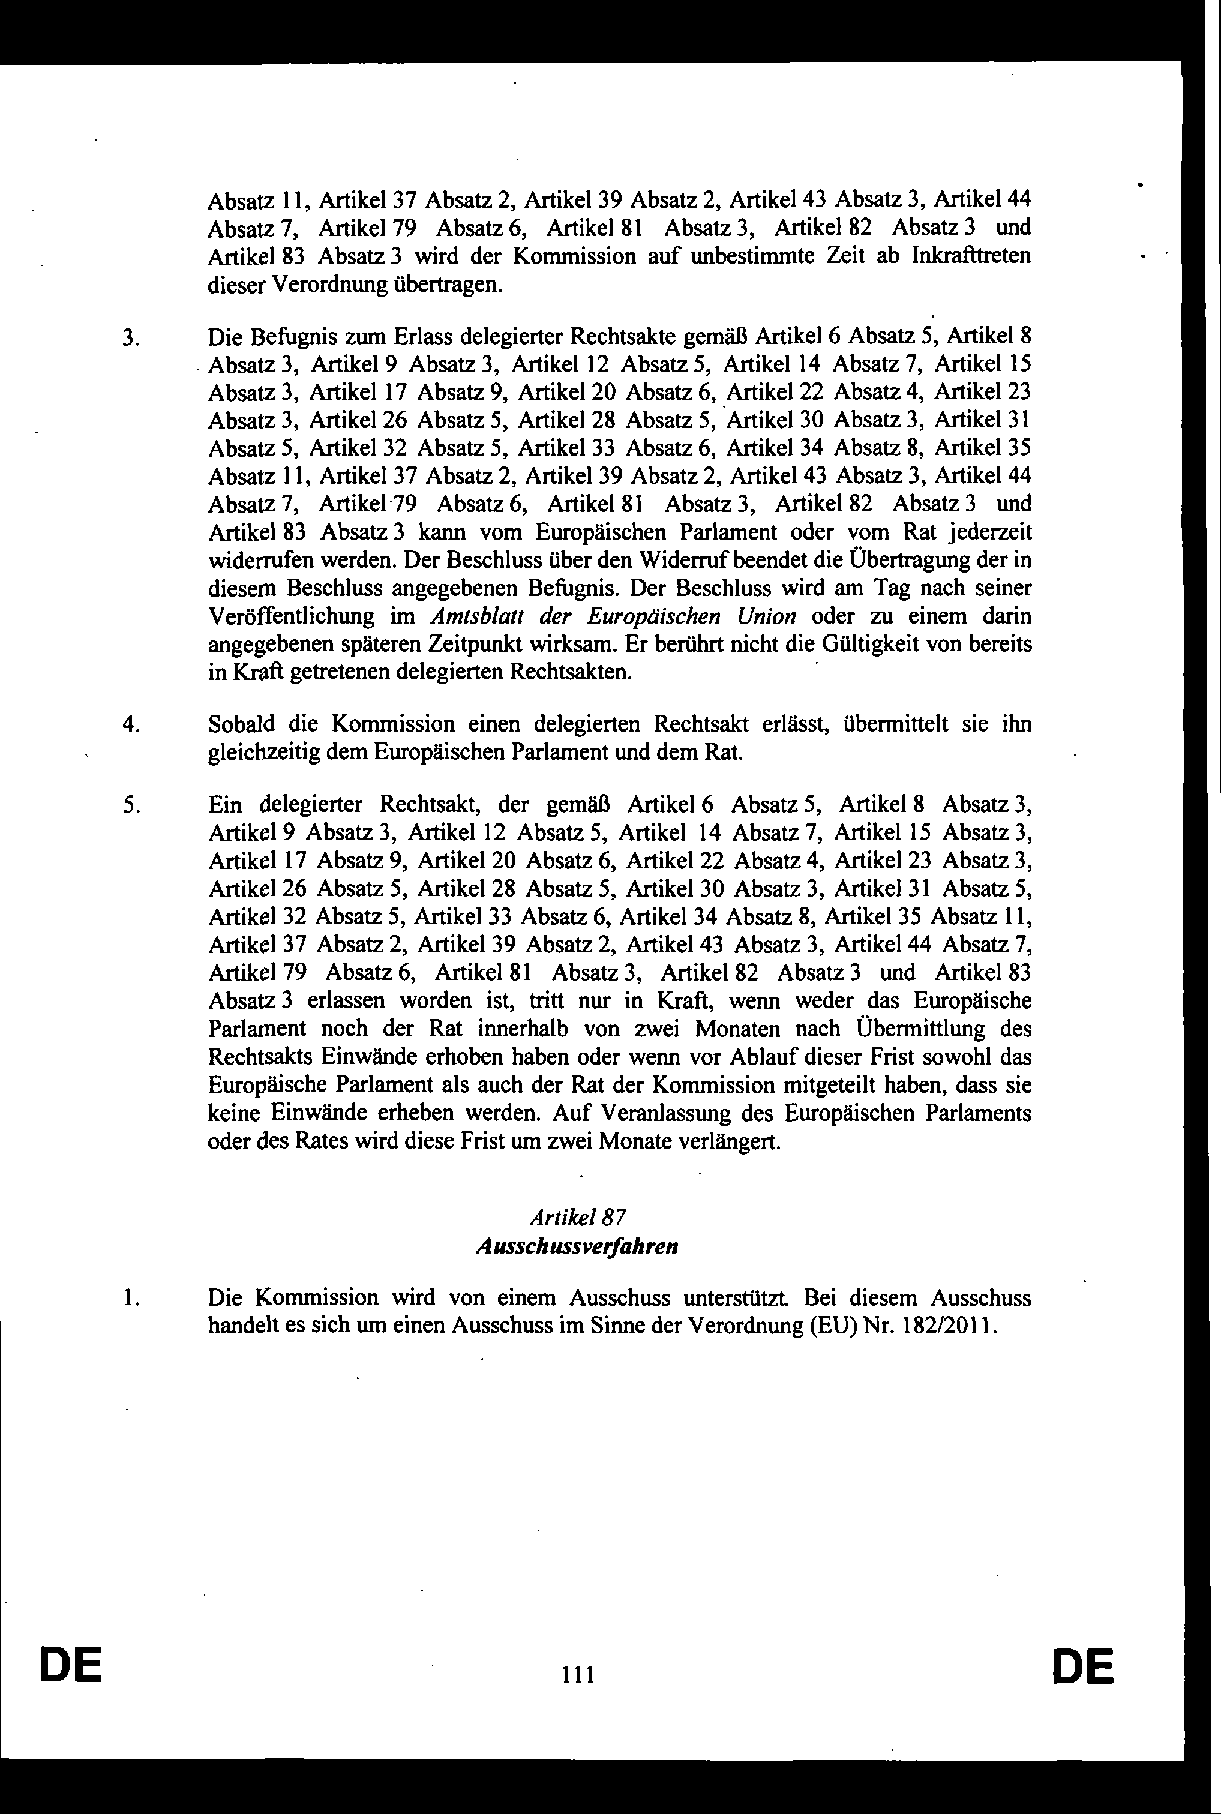 Absatz 11, Artikel 37 Absatz 2, Artikel 39 Absatz 2, Artikel 43 Absatz 3, Artikel 44
Absatz 7, Artikel 79 Absatz 6, Artikel 81 Absatz 3, Artikel 82 Absatz 3 und
Artikel 83 Absatz 3 wird der Kommission auf unbestimmte Zeit ab Inkrafttreten
dieser Verordnung übertragen.
3. Die Befugnis zum Erlass delegierter Rechtsakte gemäß Artikel 6 Absatz 5, Artikel 8
Absatz 3, Artikel 9 Absatz 3, Artikel 12 Absatz 5, Artikel 14 Absatz 7, Artikel 15
Absatz 3, Artikel 17 Absatz 9, Artikel 20 Absatz 6, Artikel 22 Absatz 4, Artikel 23
Absatz 3, Artikel 26 Absatz 5, Artikel 28 Absatz 5, Artikel 30 Absatz 3, Artikel 31
Absatz 5, Artikel 32 Absatz 5, Artikel 33 Absatz 6, Artikel 34 Absatz 8, Artikel 35
Absatz 11, Artikel 37 Absatz 2, Artikel 39 Absatz 2, Artikel 43 Absatz 3, Artikel 44
Absatz 7, Artikel 79 Absatz 6, Artikel 81 Absatz 3, Artikel 82 Absatz 3 und
Artikel 83 Absatz 3 kann vom Europäischen Parlament oder vom Rat jederzeit
widerrufen werden. Der Beschluss über den Widerruf beendet die Übertragung der in
diesem Beschluss angegebenen Befugnis. Der Beschluss wird am Tag nach seiner
Veröffentlichung im Amtsblatt der Europäischen Union oder zu einem darin
angegebenen späteren Zeitpunkt wirksam. Er berührt nicht die Gültigkeit von bereits
in Kraft getretenen delegierten Rechtsakten.
4. Sobald die Kommission einen delegierten Rechtsakt erlässt, übermittelt sie ihn
gleichzeitig dem Europäischen Parlament und dem Rat.
5. Ein delegierter Rechtsakt, der gemäß Artikel 6 Absatz 5, Artikel 8 Absatz 3,
Artikel 9 Absatz 3, Artikel 12 Absatz 5, Artikel 14 Absatz 7, Artikel 15 Absatz 3,
Artikel 17 Absatz 9, Artikel 20 Absatz 6, Artikel 22 Absatz 4, Artikel 23 Absatz 3,
Artikel 26 Absatz 5, Artikel 28 Absatz 5, Artikel 30 Absatz 3, Artikel 31 Absatz 5,
Artikel 32 Absatz 5, Artikel 33 Absatz 6, Artikel 34 Absatz 8, Artikel 35 Absatz 11,
Artikel 37 Absatz 2, Artikel 39 Absatz 2, Artikel 43 Absatz 3, Artikel 44 Absatz 7,
Artikel 79 Absatz 6, Artikel 81 Absatz 3, Artikel 82 Absatz 3 und Artikel 83
Absatz 3 erlassen worden ist, tritt nur in Kraft, wenn weder das Europäische
Parlament noch der Rat innerhalb von zwei Monaten nach Übermittlung des
Rechtsakts Einwände erhoben haben oder wenn vor Ablauf dieser Frist sowohl das
Europäische Parlament als auch der Rat der Kommission mitgeteilt haben, dass sie
keine Einwände erheben werden. Auf Veranlassung des Europäischen Parlaments
oder des Rates wird diese Frist um zwei Monate verlängert.
Artikel 87
Ausschussverfahren
1. Die Kommission wird von einem Ausschuss unterstützt. Bei diesem Ausschuss
handelt es sich um einen Ausschuss im Sinne der Verordnung (EU) Nr. 182/2011.
DE 111 DE